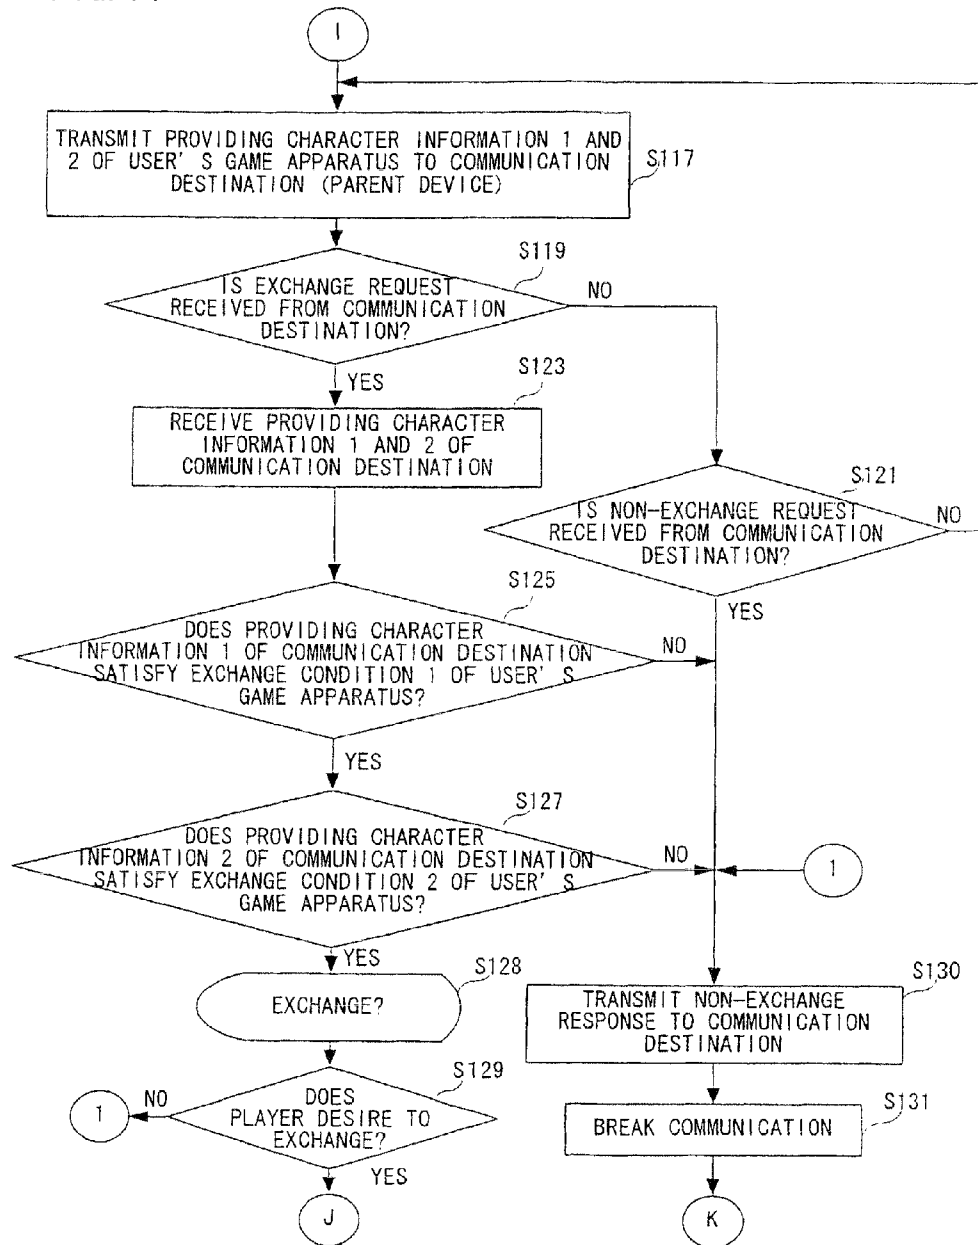 I
TRANSMIT PROVIDING CHARACTER INFORMATION 1 AND
2 OF USER'S GAME APPARATUS TO COMMUNICATION
DESTINATION (PARENT DEVICE)
S117
S119
IS EXCHANGE REQUEST
RECEIVED FROM COMMUNICATION
DESTINATION?
NO
YES
S123
RECEIVE PROVIDING CHARACTER
INFORMATION 1 AND 2 OF
COMMUNICATION DESTINATION
S121
IS NON-EXCHANGE REQUEST
RECEIVED FROM COMMUNICATION
DESTINATION?
NO
YES
S125
DOES PROVIDING CHARACTER
INFORMATION 1 OF COMMUNICATION DESTINATION
SATISFY EXCHANGE CONDITION 1 OF USER'S
GAME APPARATUS?
NO
YES
S127
DOES PROVIDING CHARACTER
INFORMATION 2 OF COMMUNICATION DESTINATION
SATISFY EXCHANGE CONDITION 2 OF USER'S
GAME APPARATUS?
NO
1
YES
S128
EXCHANGE?
S130
TRANSMIT NON-EXCHANGE
RESPONSE TO COMMUNICATION
DESTINATION
S129
DOES
PLAYER DESIRE TO
EXCHANGE?
NO
1
YES
S131
BREAK COMMUNICATION
J
K